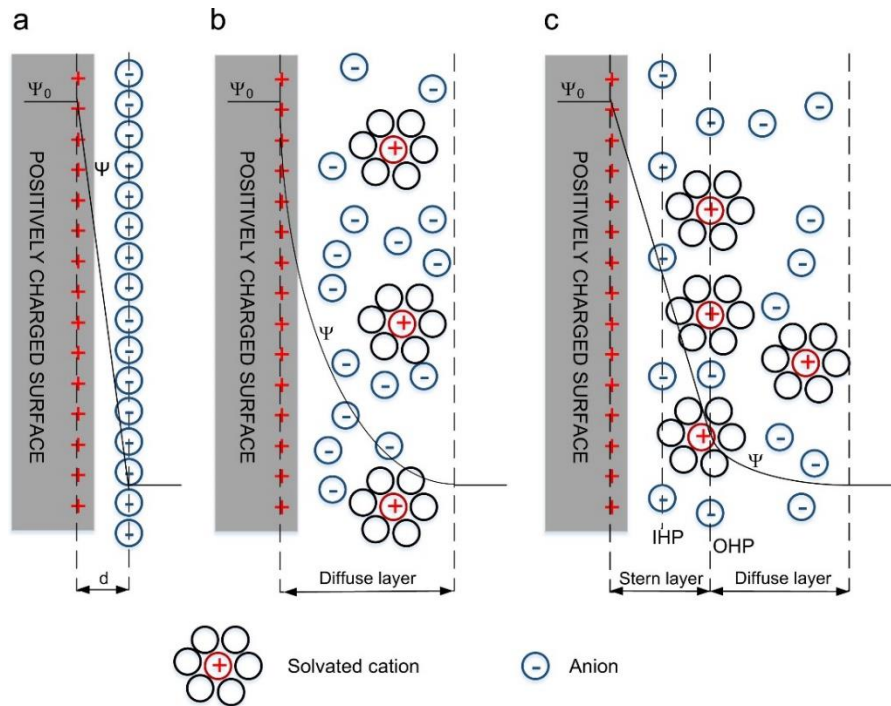 a
b
c
Ψ₀
Ψ
POSITIVELY CHARGED SURFACE
d
Ψ₀
Ψ
POSITIVELY CHARGED SURFACE
Diffuse layer
Ψ₀
Ψ
POSITIVELY CHARGED SURFACE
IHP
OHP
Stern layer
Diffuse layer
Solvated cation
Anion